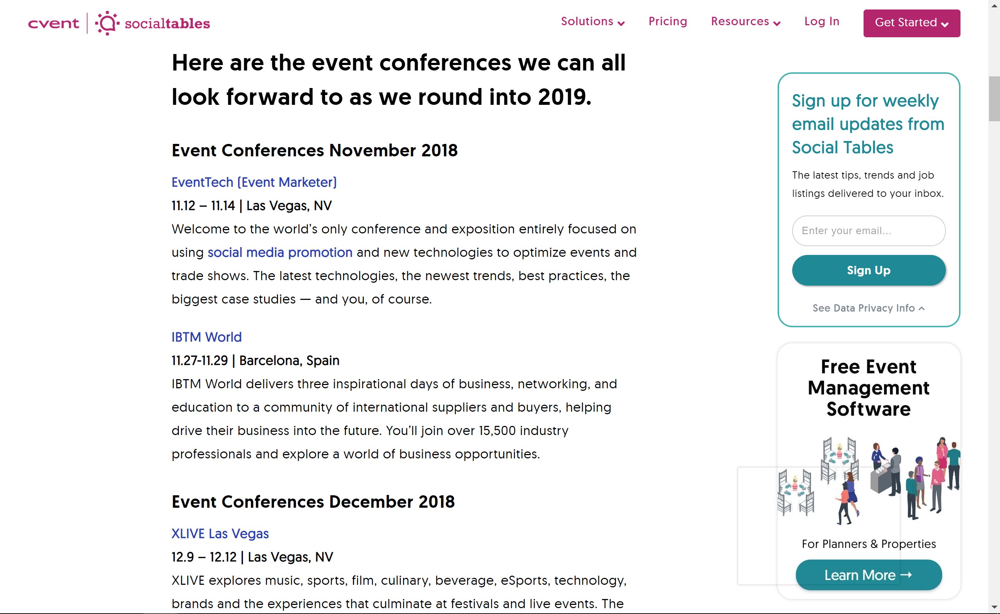 cvent | socialtables
Solutions
Pricing
Resources
Log In
Get Started
Here are the event conferences we can all
look forward to as we round into 2019.
Event Conferences November 2018
EventTech (Event Marketer)
11.12 – 11.14 | Las Vegas, NV
Welcome to the world’s only conference and exposition entirely focused on
using social media promotion and new technologies to optimize events and
trade shows. The latest technologies, the newest trends, best practices, the
biggest case studies — and you, of course.
IBTM World
11.27-11.29 | Barcelona, Spain
IBTM World delivers three inspirational days of business, networking, and
education to a community of international suppliers and buyers, helping
drive their business into the future. You’ll join over 15,500 industry
professionals and explore a world of business opportunities.
Event Conferences December 2018
XLIVE Las Vegas
12.9 – 12.12 | Las Vegas, NV
XLIVE explores music, sports, film, culinary, beverage, eSports, technology,
brands and the experiences that culminate at festivals and live events. The
Sign up for weekly
email updates from
Social Tables
The latest tips, trends and job
listings delivered to your inbox.
Enter your email...
Sign Up
See Data Privacy Info
Free Event
Management
Software
For Planners & Properties
Learn More →